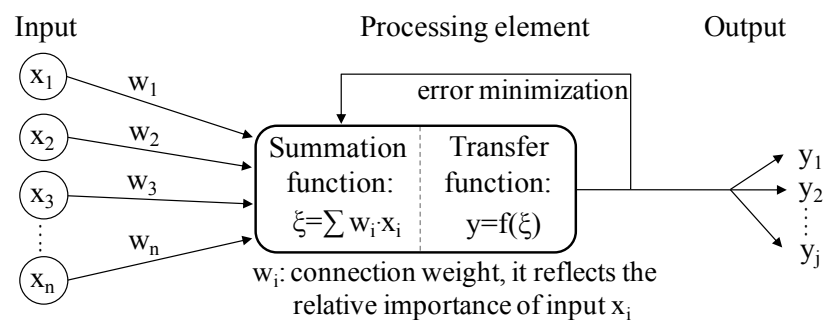 Input
Processing element
Output
x₁
w₁
error minimization
x₂
w₂
Summation
function:
ξ=∑ wᵢ·xᵢ
Transfer
function:
y=f(ξ)
x₃
w₃
xₙ
wₙ
y₁
y₂
yⱼ
wᵢ: connection weight, it reflects the
relative importance of input xᵢ